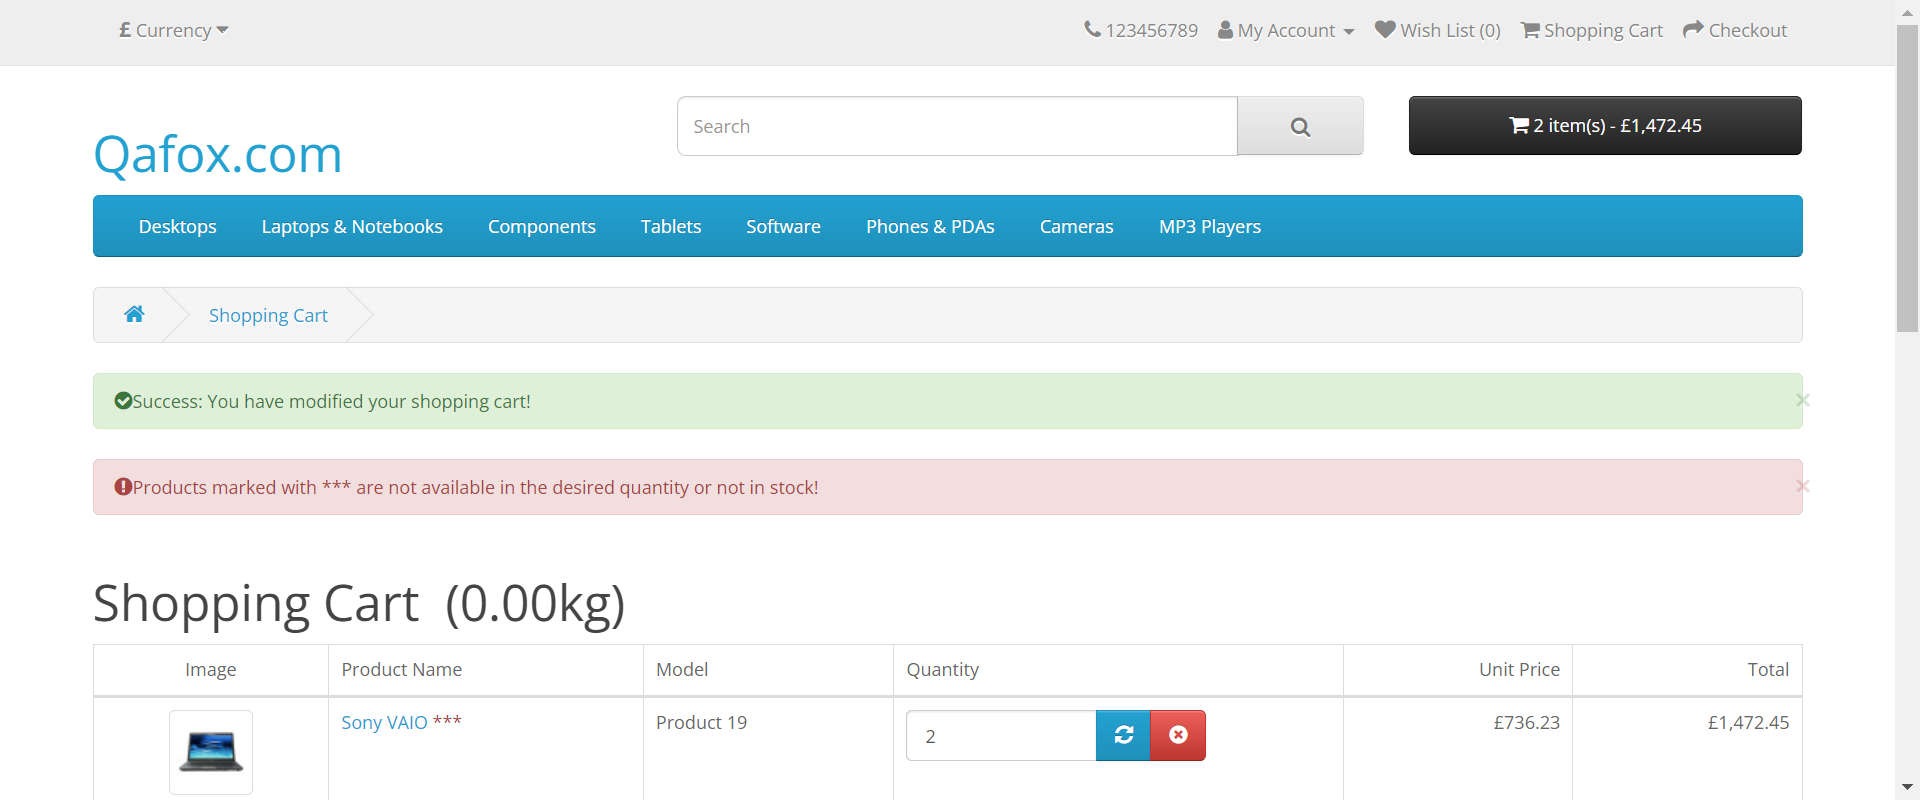 £ Currency
123456789 My Account Wish List (0) Shopping Cart Checkout
Qafox.com
Search
2 item(s) - £1,472.45
Desktops Laptops & Notebooks Components Tablets Software Phones & PDAs Cameras MP3 Players
Shopping Cart
Success: You have modified your shopping cart! ×
Products marked with *** are not available in the desired quantity or not in stock! ×
Shopping Cart (0.00kg)
Image Product Name Model Quantity Unit Price Total
Sony VAIO *** Product 19 2 £736.23 £1,472.45